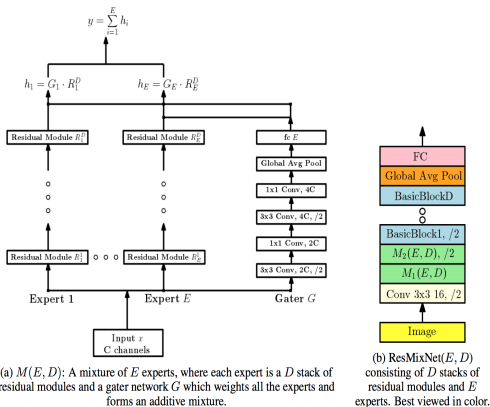 y = \sum_{i=1}^{E} h_i
h_1 = G_1 · R_1^D
h_E = G_E · R_E^D
Residual Module R_1^D
Residual Module R_E^D
fc E
Global Avg Pool
1x1 Conv, 4C
3x3 Conv, 4C, /2
1x1 Conv, 2C
3x3 Conv, 2C, /2
Residual Module R_1^1
Residual Module R_E^1
Expert 1
Expert E
Gater G
Input x
C channels
(a) M(E, D): A mixture of E experts, where each expert is a D stack of
residual modules and a gater network G which weights all the experts and
forms an additive mixture.
FC
Global Avg Pool
BasicBlockD
BasicBlock1, /2
M_2(E, D), /2
M_1(E, D)
Conv 3x3 16, /2
Image
(b) ResMixNet(E, D)
consisting of D stacks of
residual modules and E
experts. Best viewed in color.